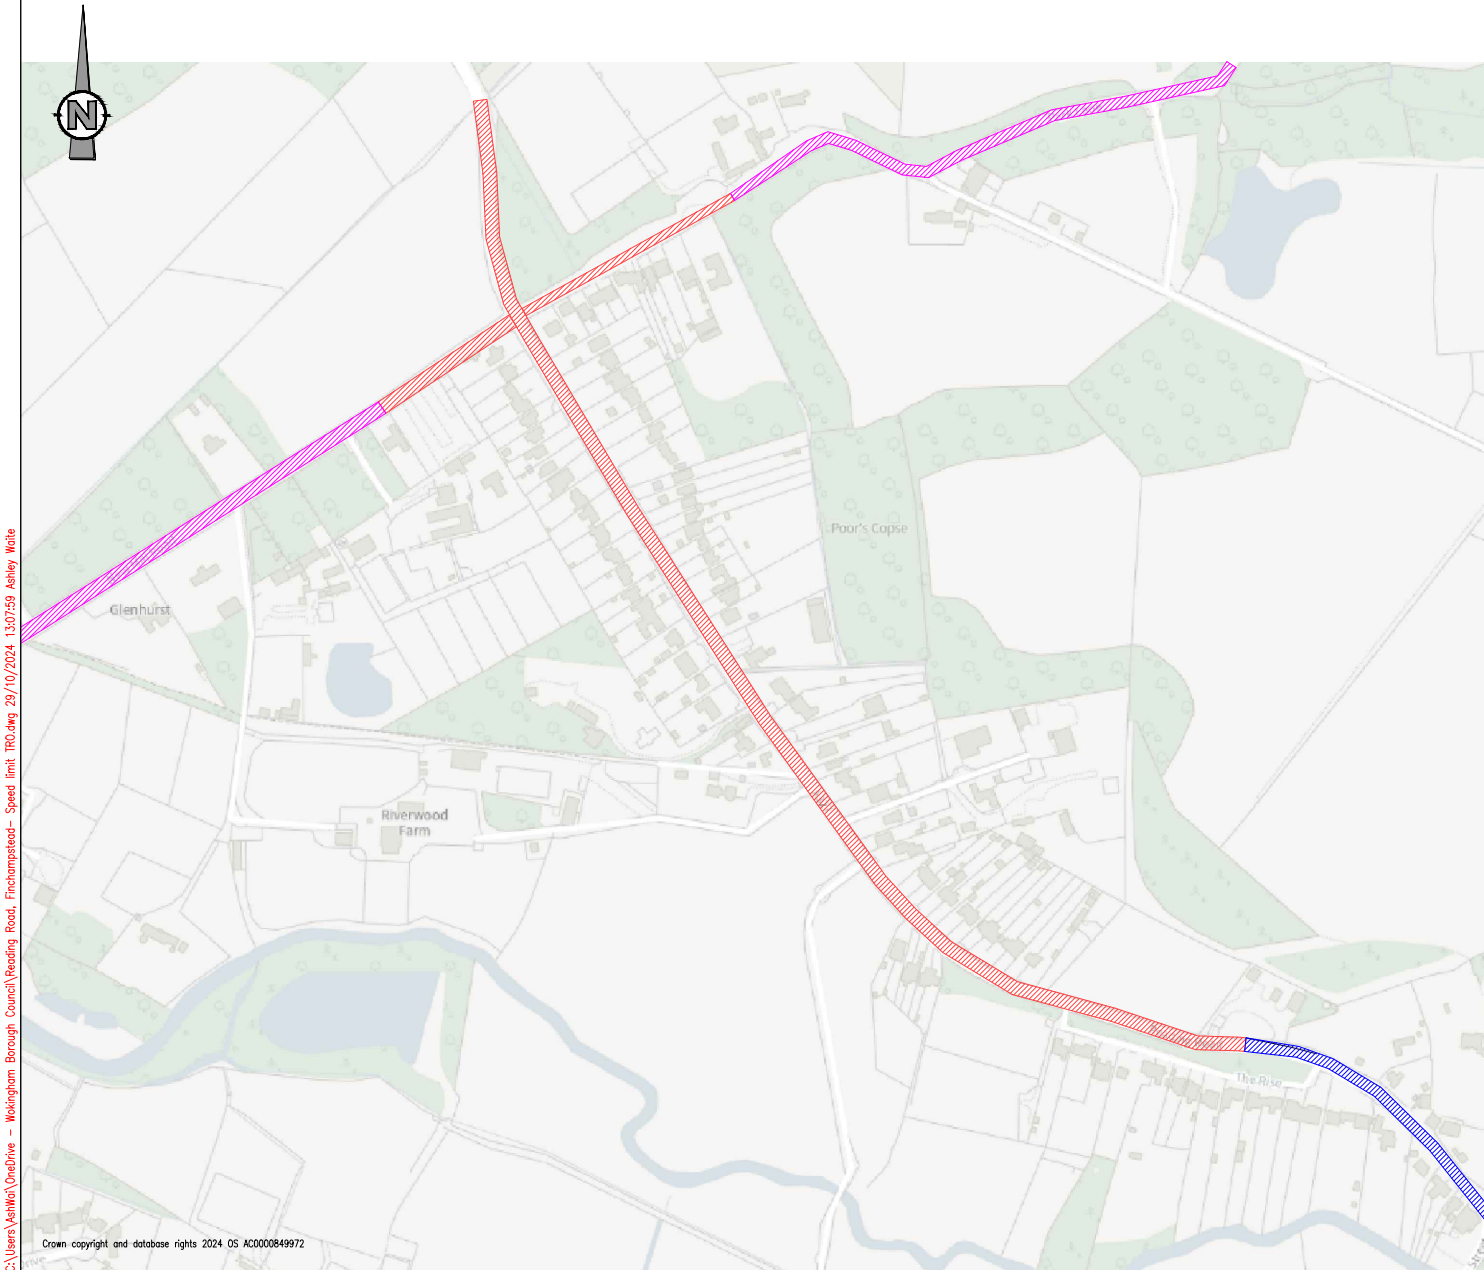 N
C:\Users\AshWai\OneDrive - Wokingham Borough Council\Reading Road, Finchampstead- Speed limit TRO.dwg 29/10/2024 13:07:59 Ashley Waite
Poor's Copse
Glenhurst
Riverwood
Farm
The Rise
Crown copyright and database rights 2024 OS AC0000849972